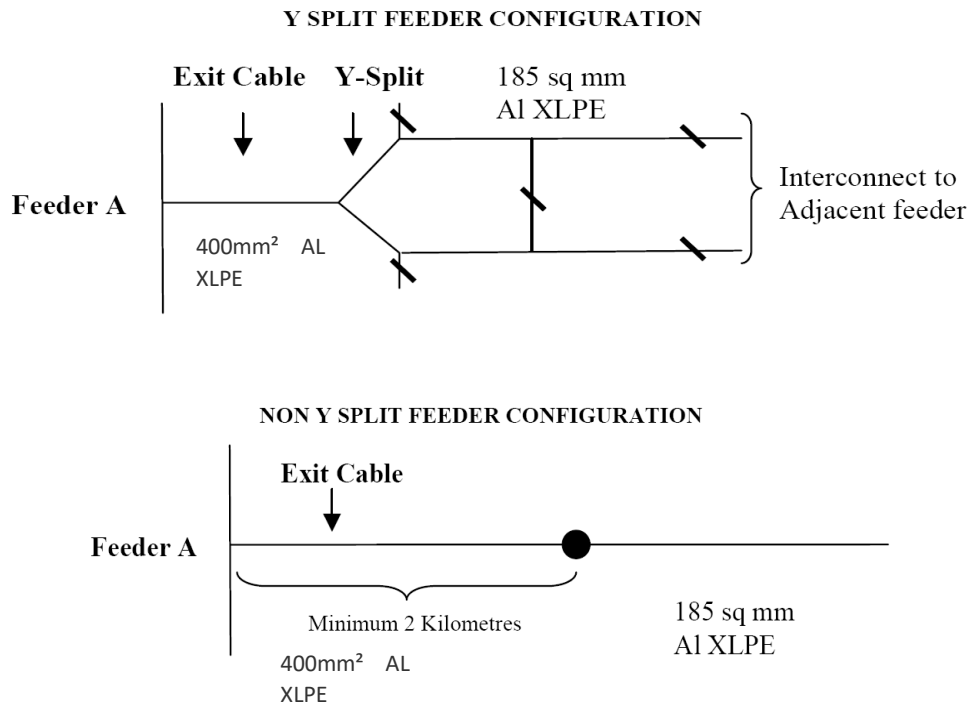 Y SPLIT FEEDER CONFIGURATION
Exit Cable
Y-Split
185 sq mm
Al XLPE
Feeder A
Interconnect to
Adjacent feeder
400mm² AL
XLPE
NON Y SPLIT FEEDER CONFIGURATION
Exit Cable
Feeder A
Minimum 2 Kilometres
185 sq mm
Al XLPE
400mm² AL
XLPE